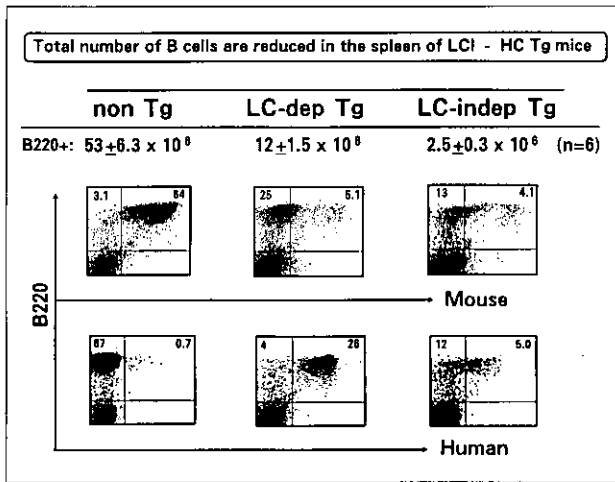 Total number of B cells are reduced in the spleen of LCI - HC Tg mice
non Tg LC-dep Tg LC-indep Tg
B220+: 53±6.3 x 10⁶ 12±1.5 x 10⁶ 2.5±0.3 x 10⁶ (n=6)
3.1 64 25 5.1 13 4.1
B220
Mouse
67 0.7 4 28 12 5.0
Human